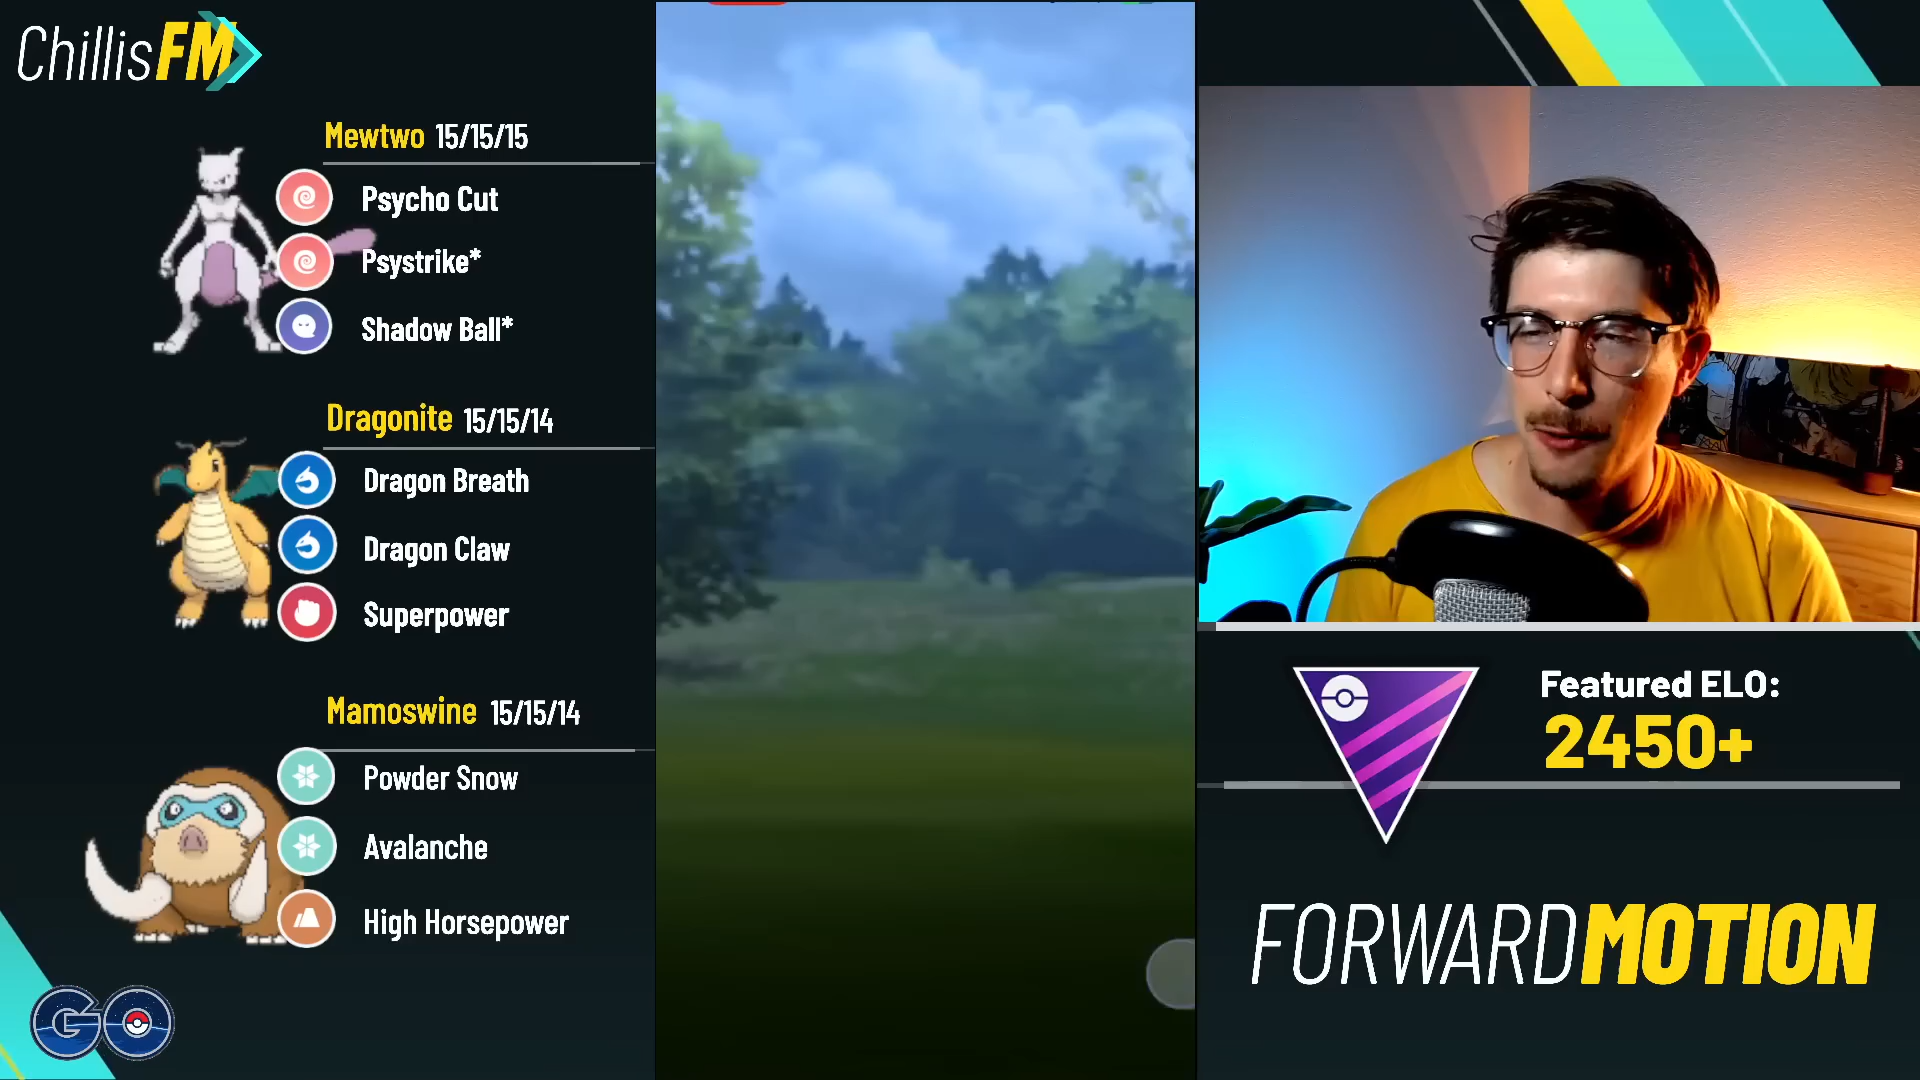 ChillisFM
Mewtwo 15/15/15
Psycho Cut
Psystrike*
Shadow Ball*
Dragonite 15/15/14
Dragon Breath
Dragon Claw
Superpower
Mamoswine 15/15/14
Powder Snow
Avalanche
High Horsepower
GO
Featured ELO:
2450+
FORWARDMOTION